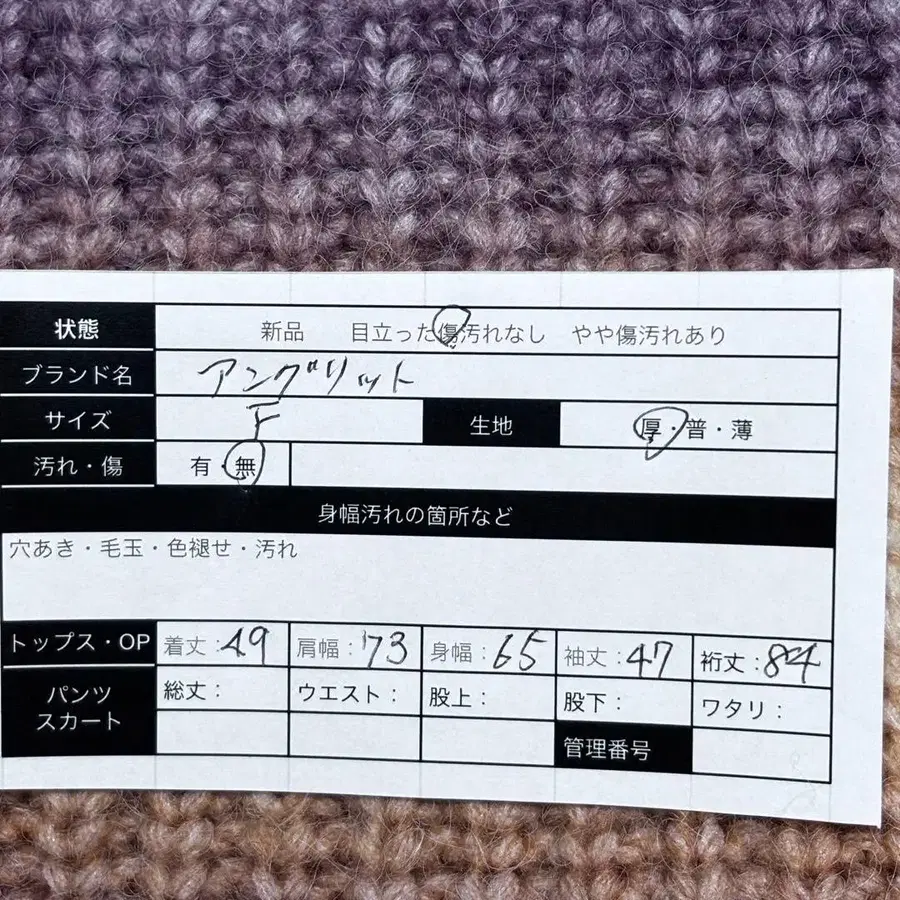 状態 新品 目立った傷汚れなし やや傷汚れあり
ブランド名 アングリット
サイズ F 生地 厚・普・薄
汚れ・傷 有・無
身幅汚れの箇所など
穴あき・毛玉・色褪せ・汚れ
トップス・OP 着丈：49 肩幅：73 身幅：65 袖丈：47 裄丈：84
パンツ スカート 総丈： ウエスト： 股上： 股下： ワタリ：
管理番号